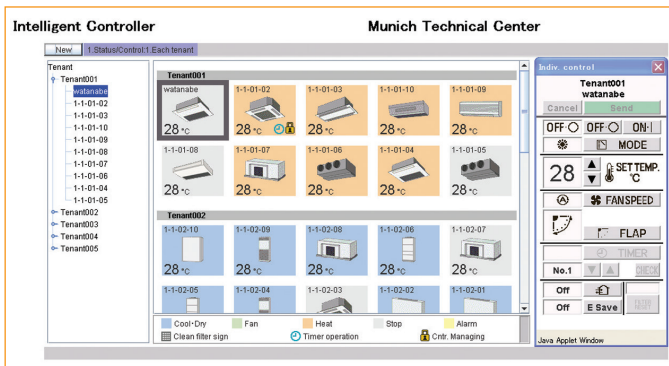 Intelligent Controller
Munich Technical Center
New
1.Status/Control:1.Each tenant
Tenant
Tenant001
watanabe
1-1-01-02
1-1-01-03
1-1-01-10
1-1-01-09
1-1-01-08
1-1-01-07
1-1-01-06
1-1-01-04
1-1-01-05
Tenant002
Tenant003
Tenant004
Tenant005
Tenant001
watanabe 1-1-01-02 1-1-01-03 1-1-01-10 1-1-01-09
28 °C 28 °C 28 °C 28 °C 28 °C
1-1-01-08 1-1-01-07 1-1-01-06 1-1-01-04 1-1-01-05
28 °C 28 °C 28 °C 28 °C 28 °C
Tenant002
1-1-02-10 1-1-02-09 1-1-02-08 1-1-02-06 1-1-02-07
28 °C 28 °C 28 °C 28 °C 28 °C
1-1-02-05 1-1-02-04 1-1-02-03 1-1-02-02 1-1-02-01
Cool・Dry Fan Heat Stop Alarm
Clean filter sign Timer operation Cntr. Managing
Indiv. control
Tenant001
watanabe
Cancel Send
OFF OFF ON
MODE
28 SET TEMP. °C
FANSPEED
FLAP
TIMER
No.1 CHECK
Off
Off E Save
Java Applet Window